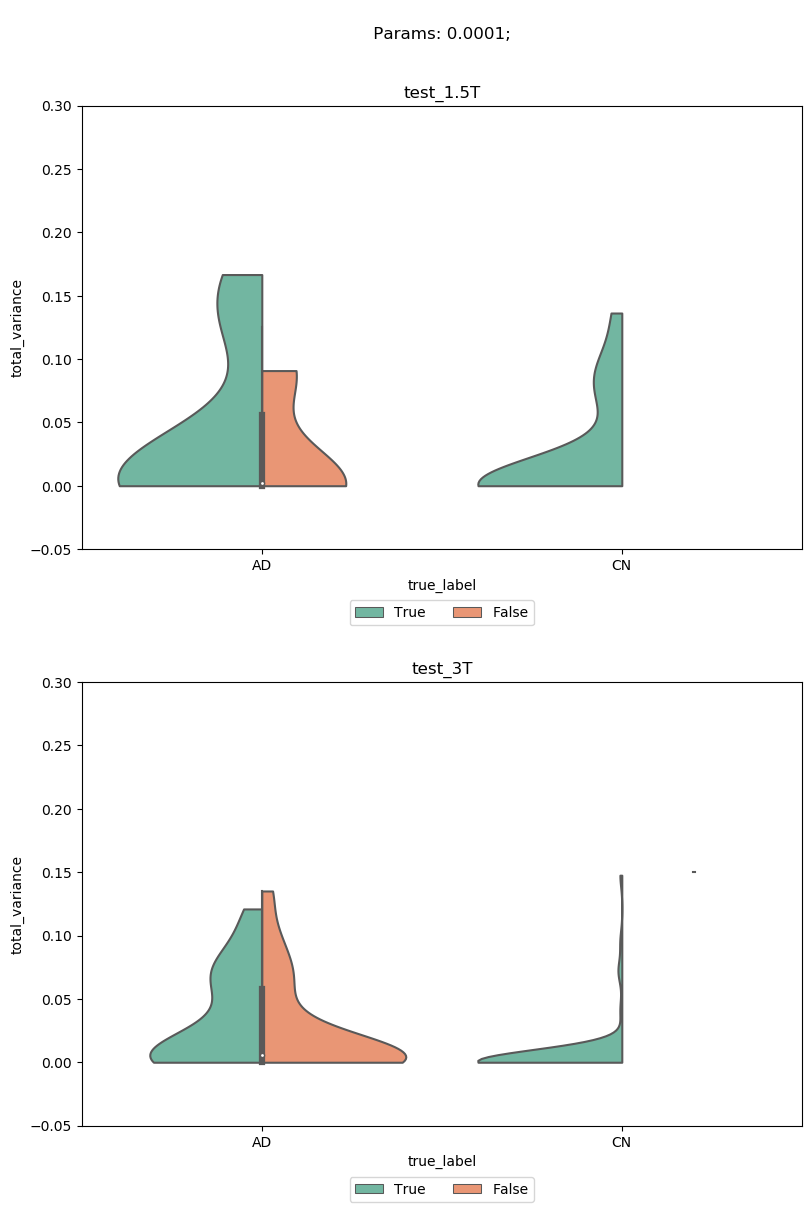 Params: 0.0001;
test_1.5T
0.30
0.25
0.20
0.15
0.10
0.05
0.00
−0.05
total_variance
AD CN
true_label
True False
test_3T
0.30
0.25
0.20
0.15
0.10
0.05
0.00
−0.05
total_variance
AD CN
true_label
True False